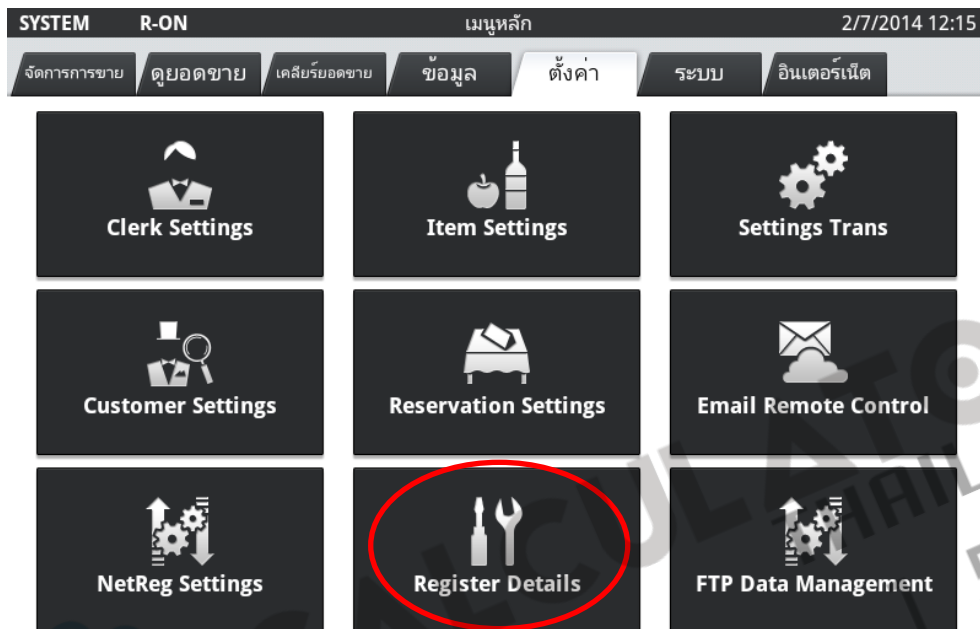 SYSTEM R-ON เมนูหลัก 2/7/2014 12:15
จัดการการขาย ดูยอดขาย เคลียร์ยอดขาย ข้อมูล ตั้งค่า ระบบ อินเตอร์เน็ต
Clerk Settings Item Settings Settings Trans
Customer Settings Reservation Settings Email Remote Control
NetReg Settings Register Details FTP Data Management